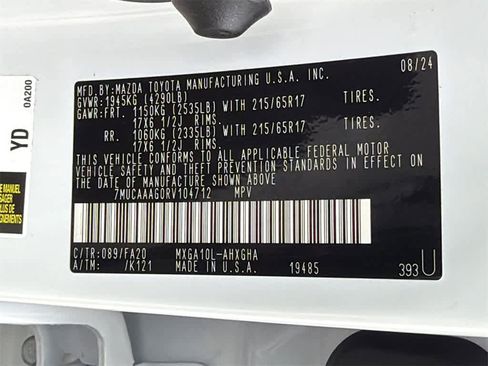 MFD.BY:MAZDA TOYOTA MANUFACTURING U.S.A. INC. 08/24
GVWR:1945KG (4290LB)
GAWR:FRT. 1150KG (2535LB) WITH 215/65R17 TIRES.
17X6 1/2J RIMS.
RR. 1060KG (2335LB) WITH 215/65R17 TIRES.
17X6 1/2J RIMS.
THIS VEHICLE CONFORMS TO ALL APPLICABLE FEDERAL MOTOR
VEHICLE SAFETY AND THEFT PREVENTION STANDARDS IN EFFECT
ON THE DATE OF MANUFACTURE SHOWN ABOVE
7MUCAAAG0RV104712 MPV
C/TR:089/FA20 MXGA10L-AHXGHA
A/TM: /K121 MADE IN U.S.A. 19485 393 U
YD 0A200